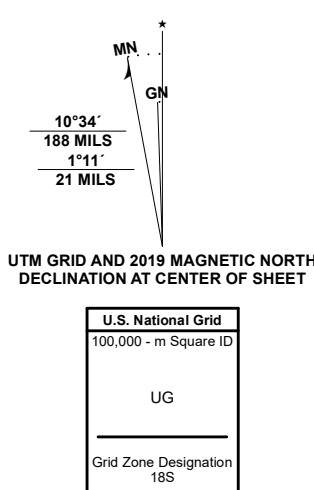 MN
GN
10°34´
188 MILS
1°11´
21 MILS
UTM GRID AND 2019 MAGNETIC NORTH
DECLINATION AT CENTER OF SHEET
U.S. National Grid
100,000 - m Square ID
UG
Grid Zone Designation
18S